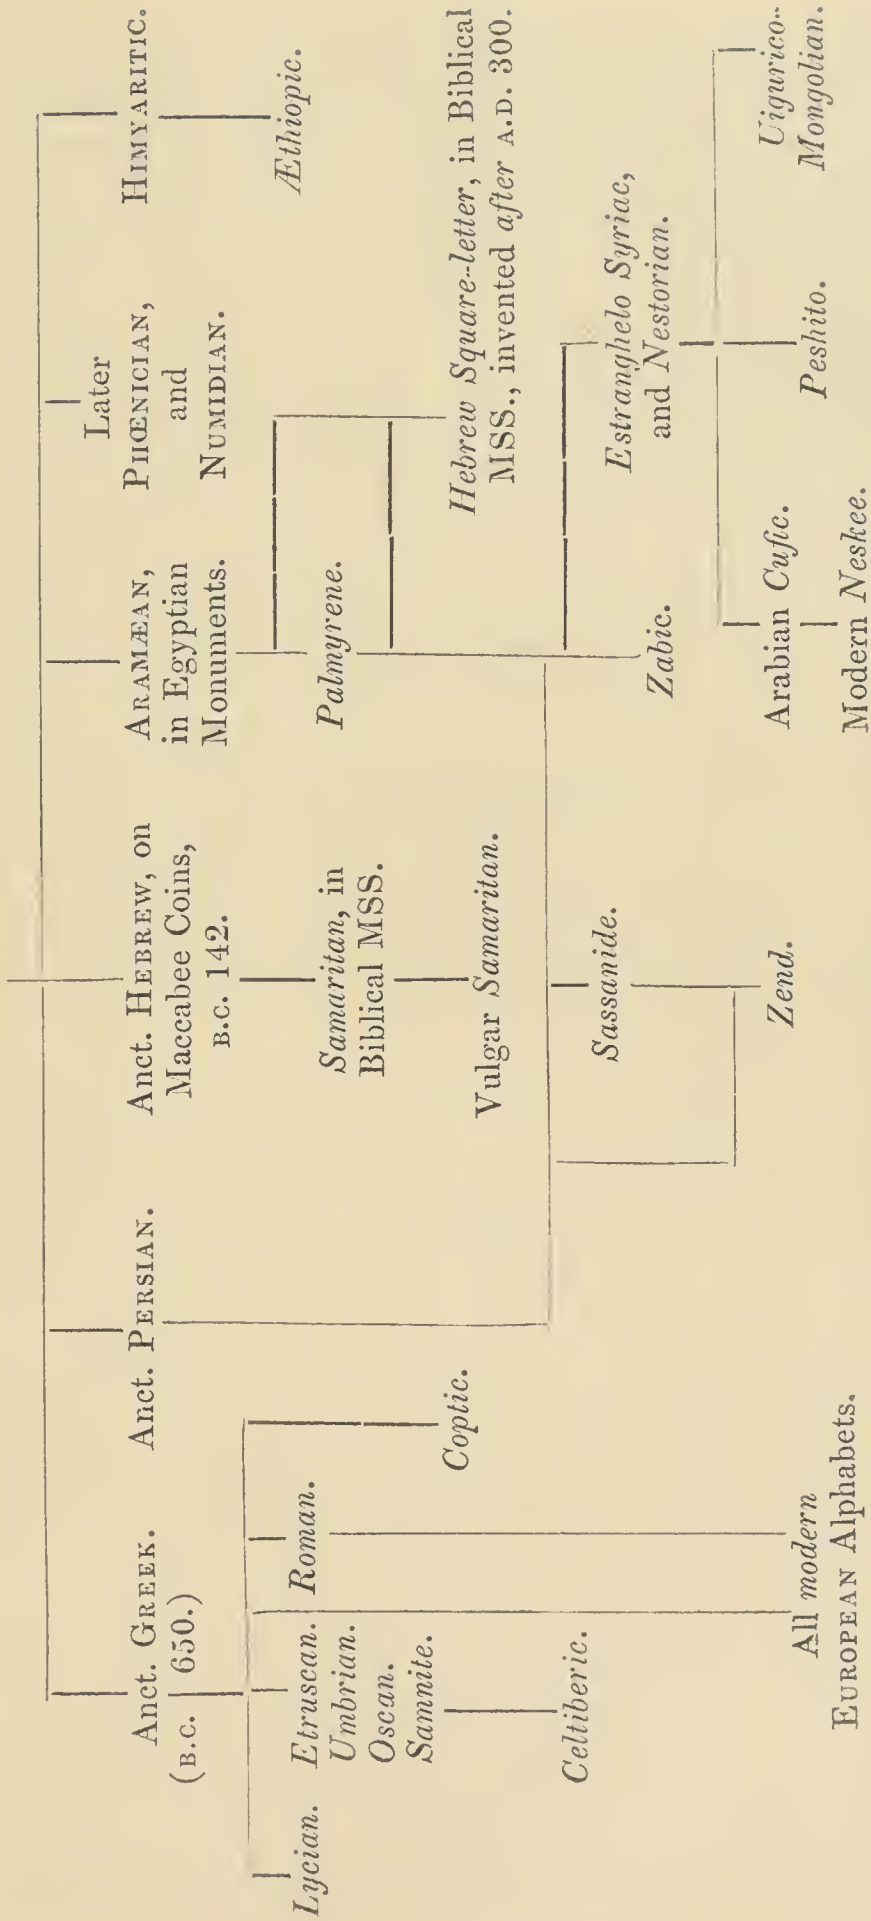 Anct. GREEK.
(B.C. 650.)
Lycian.
Etruscan.
Umbrian.
Oscan.
Samnite.
Celtiberic.
Roman.
All modern
EUROPEAN Alphabets.
Coptic.
Anct. PERSIAN.
Anct. HEBREW, on
Maccabee Coins,
B.C. 142.
Samaritan, in
Biblical MSS.
Vulgar Samaritan.
Sassanide.
Zend.
ARAMÆAN,
in Egyptian
Monuments.
Palmyrene.
Zabic.
Later
PHŒNICIAN,
and
NUMIDIAN.
Hebrew Square-letter, in Biblical
MSS., invented after A.D. 300.
Estranghelo Syriac,
and Nestorian.
Arabian Cufic.
Modern Neskee.
Peshito.
Uigurico-
Mongolian.
HIMYARITIC.
Æthiopic.